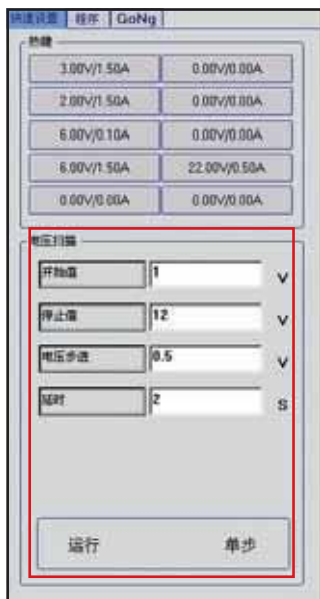 快速设置 程序 GoNg
热键
3.00V/1.50A 0.00V/0.00A
2.00V/1.50A 0.00V/0.00A
6.00V/0.10A 0.00V/0.00A
6.00V/1.50A 22.00V/0.50A
0.00V/0.00A 0.00V/0.00A
电压扫描
开始值 1 V
停止值 12 V
电压步进 0.5 V
延时 2 S
运行 单步